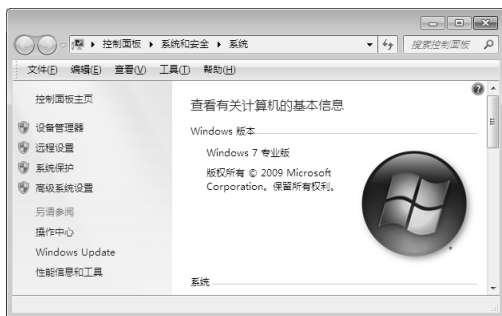 控制面板 ▸ 系统和安全 ▸ 系统
搜索控制面板
文件(F) 编辑(E) 查看(V) 工具(T) 帮助(H)
控制面板主页
设备管理器
远程设置
系统保护
高级系统设置
另请参阅
操作中心
Windows Update
性能信息和工具
查看有关计算机的基本信息
Windows 版本
Windows 7 专业版
版权所有 © 2009 Microsoft
Corporation。保留所有权利。
系统